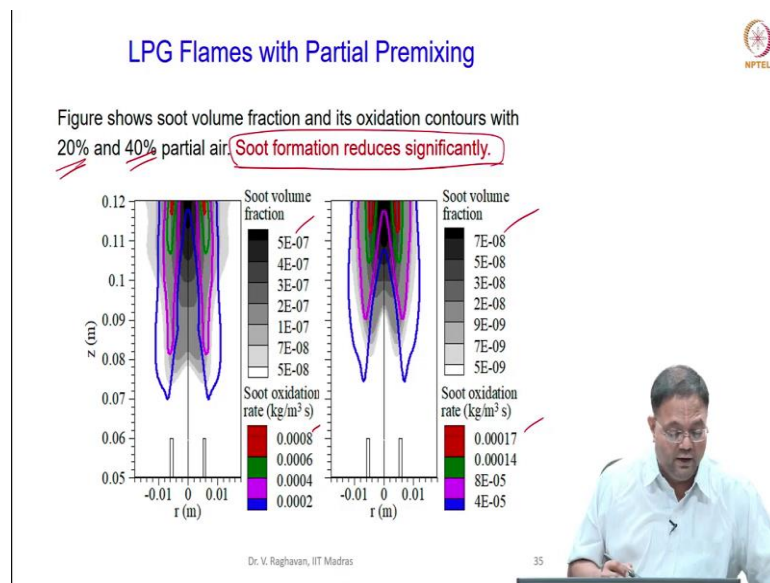 LPG Flames with Partial Premixing
NPTEL
Figure shows soot volume fraction and its oxidation contours with
20% and 40% partial air. Soot formation reduces significantly.
Soot volume
fraction
5E-07
4E-07
3E-07
2E-07
1E-07
7E-08
5E-08
Soot oxidation
rate (kg/m³ s)
0.0008
0.0006
0.0004
0.0002
0.12
0.11
0.1
0.09
0.08
0.07
0.06
0.05
z (m)
-0.01 0 0.01
r (m)
Soot volume
fraction
7E-08
5E-08
3E-08
2E-08
9E-09
7E-09
5E-09
Soot oxidation
rate (kg/m³ s)
0.00017
0.00014
8E-05
4E-05
-0.01 0 0.01
r (m)
Dr. V. Raghavan, IIT Madras
35